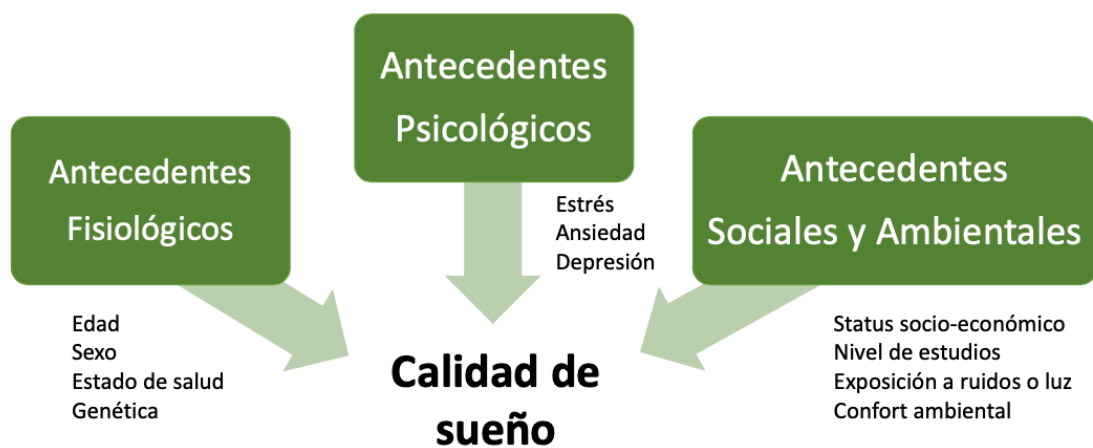 Antecedentes
Fisiológicos
Edad
Sexo
Estado de salud
Genética
Antecedentes
Psicológicos
Estrés
Ansiedad
Depresión
Antecedentes
Sociales y Ambientales
Status socio-económico
Nivel de estudios
Exposición a ruidos o luz
Confort ambiental
Calidad de
sueño